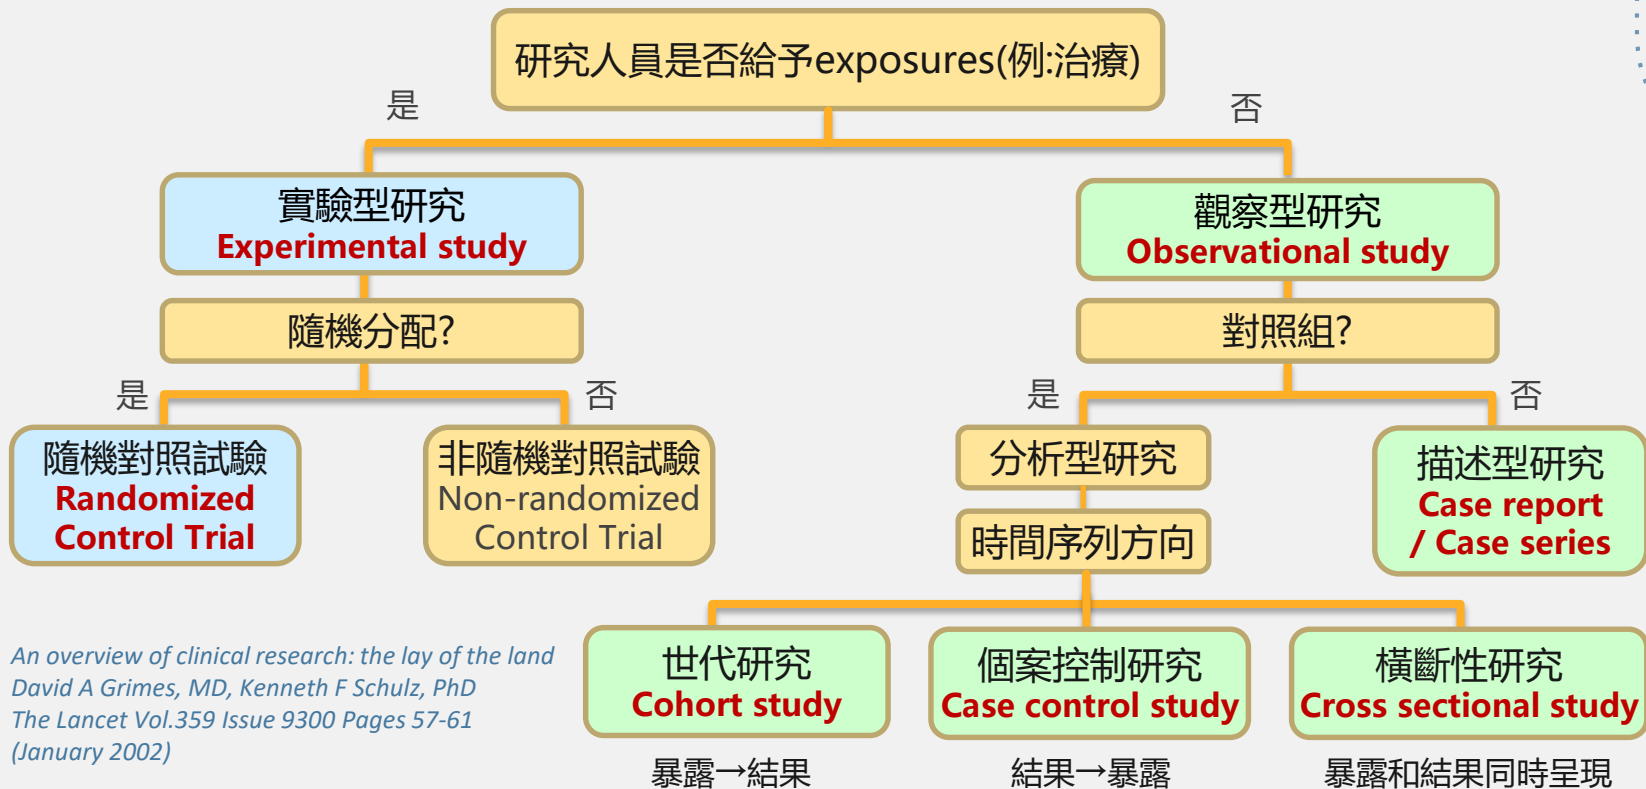 研究人員是否給予exposures(例:治療)
是
否
實驗型研究
Experimental study
觀察型研究
Observational study
隨機分配?
對照組?
是
否
是
否
隨機對照試驗
Randomized
Control Trial
非隨機對照試驗
Non-randomized
Control Trial
分析型研究
描述型研究
Case report
/ Case series
時間序列方向
世代研究
Cohort study
個案控制研究
Case control study
橫斷性研究
Cross sectional study
暴露→結果
結果→暴露
暴露和結果同時呈現
An overview of clinical research: the lay of the land
David A Grimes, MD, Kenneth F Schulz, PhD
The Lancet Vol.359 Issue 9300 Pages 57-61
(January 2002)